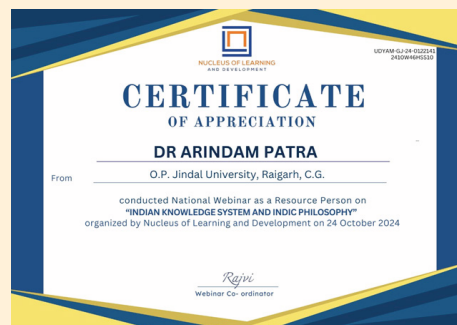 NUCLEUS OF LEARNING
AND DEVELOPMENT
UDYAM-GJ-24-0122141
2410W46HSS10
CERTIFICATE
OF APPRECIATION
DR ARINDAM PATRA
From
O.P. Jindal University, Raigarh, C.G.
conducted National Webinar as a Resource Person on
“INDIAN KNOWLEDGE SYSTEM AND INDIC PHILOSOPHY”
organized by Nucleus of Learning and Development on 24 October 2024
Rajvi
Webinar Co- ordinator